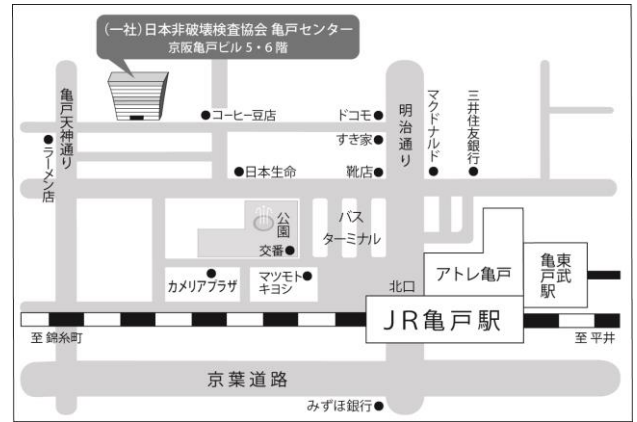 （一社）日本非破壊検査協会 亀戸センター
京阪亀戸ビル 5・6 階
亀戸天神通り
ラーメン店
コーヒー豆店
ドコモ
すき家
明治通り
マクドナルド
三井住友銀行
日本生命
靴店
公園
交番
バス
ターミナル
カメリアプラザ
マツモト
キヨシ
北口
アトレ亀戸
東武
亀戸駅
JR亀戸駅
至 錦糸町
至 平井
京葉道路
みずほ銀行